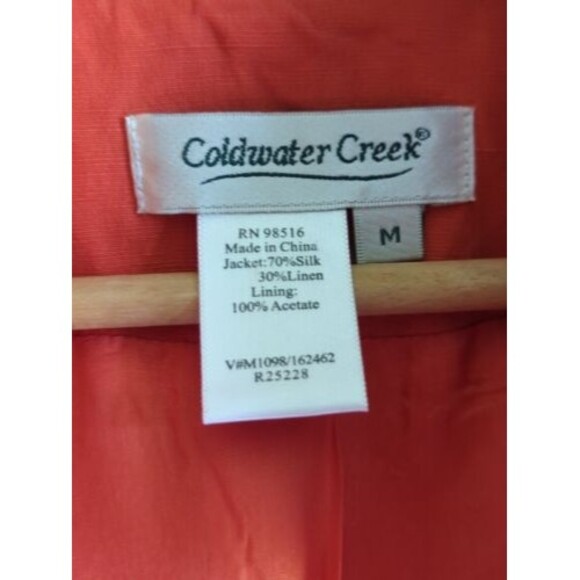 Coldwater Creek®
M
RN 98516
Made in China
Jacket:70%Silk
30%Linen
Lining:
100% Acetate
V#M1098/162462
R25228